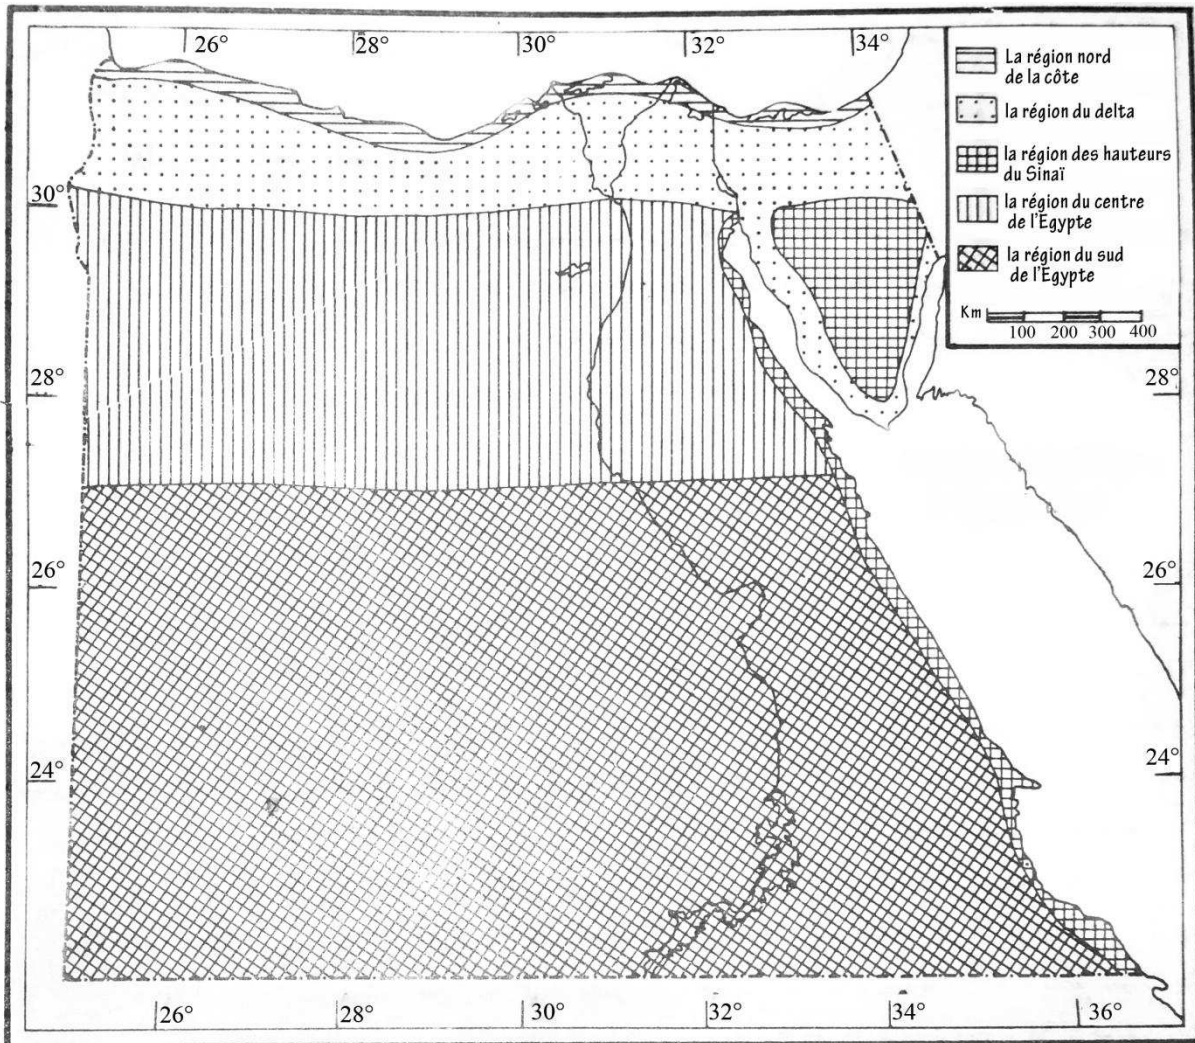 26° 28° 30° 32° 34°
La région nord
de la côte
la région du delta
la région des hauteurs
du Sinaï
la région du centre
de l'Egypte
la région du sud
de l'Egypte
Km
100 200 300 400
30°
28° 28°
26° 26°
24° 24°
26° 28° 30° 32° 34° 36°